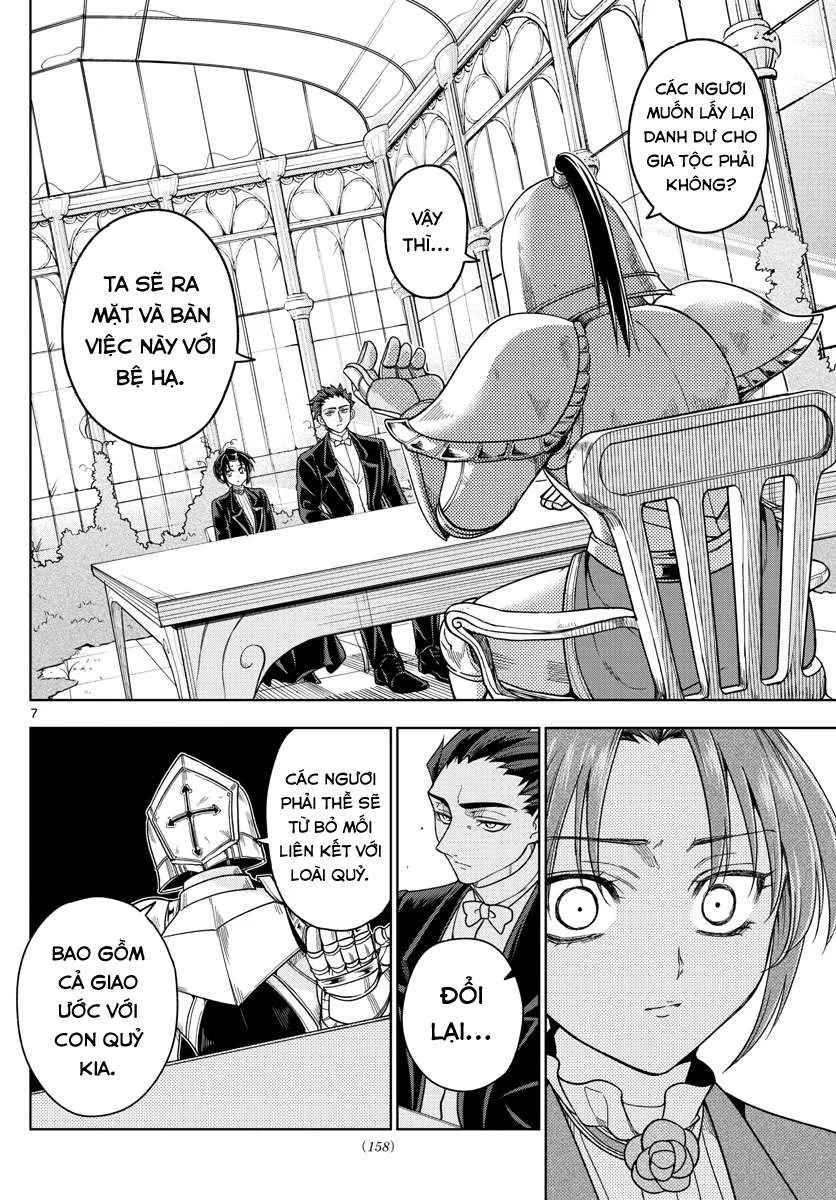 CÁC NGƯƠI
MUỐN LẤY LẠI
DANH DỰ CHO
GIA TỘC PHẢI
KHÔNG?
VẬY
THÌ...
TA SẼ RA
MẶT VÀ BÀN
VIỆC NÀY VỚI
BỆ HẠ.
7
ĐỔI
LẠI...
CÁC NGƯƠI
PHẢI THỀ SẼ
TỪ BỎ MỐI
LIÊN KẾT VỚI
LOÀI QUỶ.
BAO GỒM
CẢ GIAO
ƯỚC VỚI
CON QUỶ
KIA.
(158)